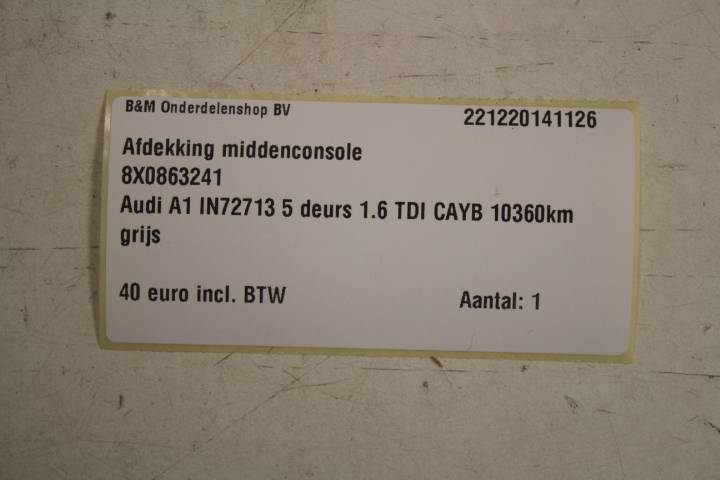 B&M Onderdelenshop BV
221220141126
Afdekking middenconsole
8X0863241
Audi A1 IN72713 5 deurs 1.6 TDI CAYB 10360km
grijs
40 euro incl. BTW
Aantal: 1